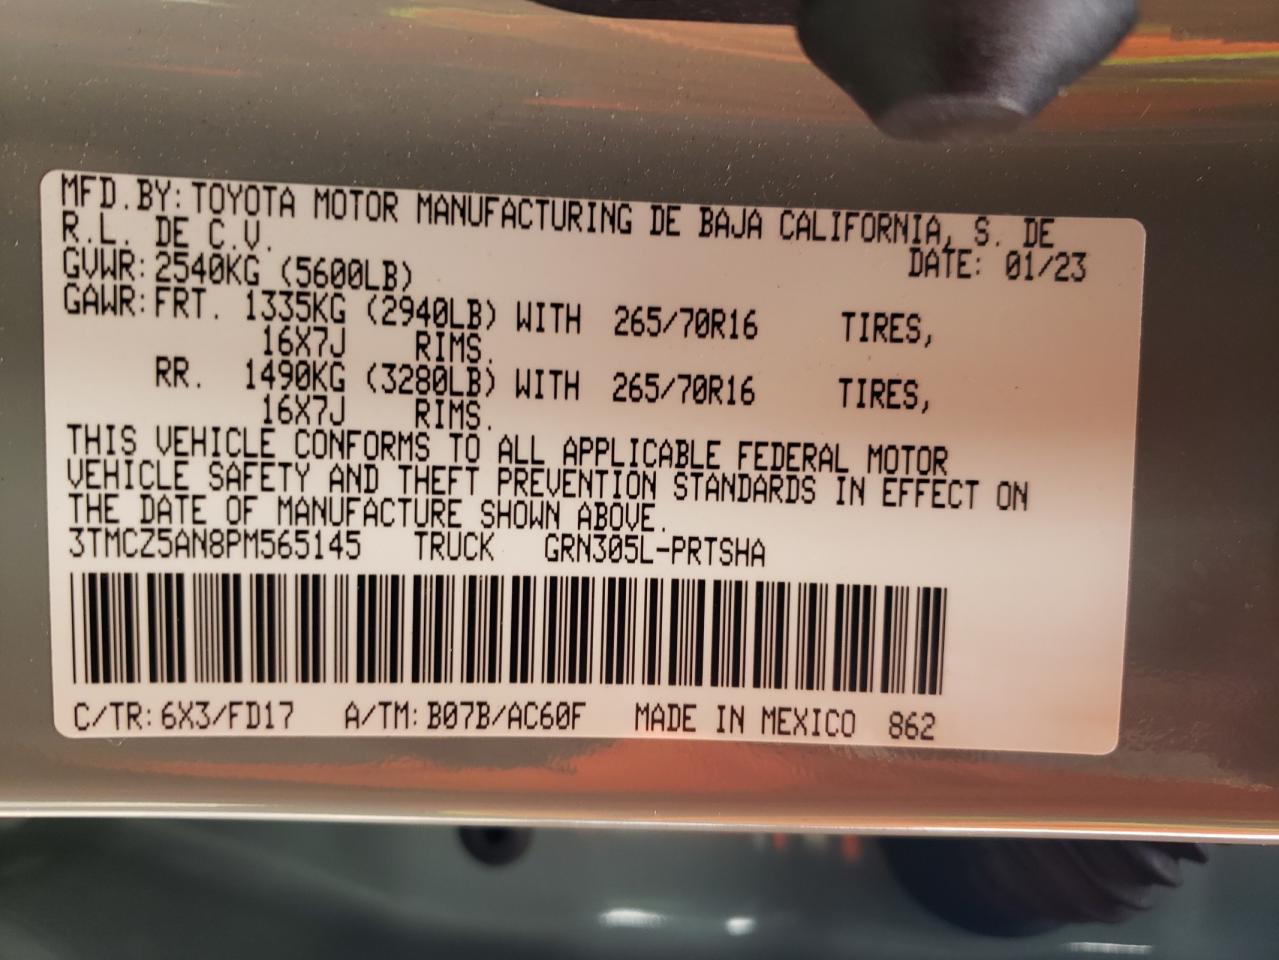 MFD. BY: TOYOTA MOTOR MANUFACTURING DE BAJA CALIFORNIA, S. DE
R.L. DE C.V.
DATE: 01/23
GVWR: 2540KG (5600LB)
GAWR: FRT. 1335KG (2940LB) WITH 265/70R16 TIRES,
16X7J RIMS.
RR. 1490KG (3280LB) WITH 265/70R16 TIRES,
16X7J RIMS.
THIS VEHICLE CONFORMS TO ALL APPLICABLE FEDERAL MOTOR
VEHICLE SAFETY AND THEFT PREVENTION STANDARDS IN EFFECT ON
THE DATE OF MANUFACTURE SHOWN ABOVE.
3TMCZ5AN8PM565145 TRUCK GRN305L-PRTSHA
C/TR: 6X3/FD17 A/TM: B07B/AC60F MADE IN MEXICO 862